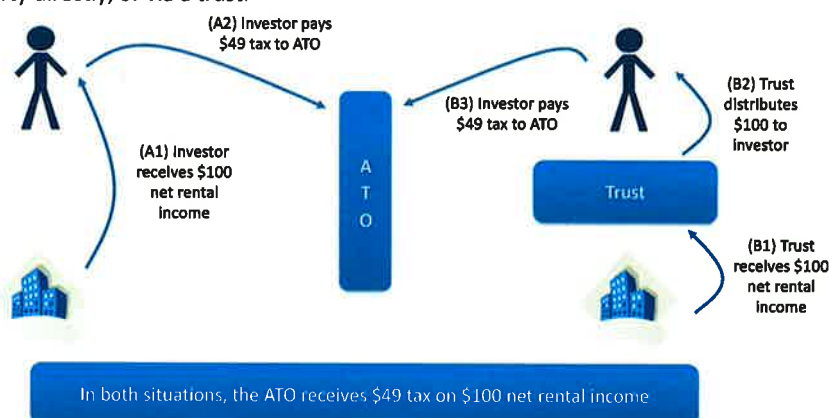 (A2) Investor pays
$49 tax to ATO
(A1) Investor
receives $100
net rental
income
A
T
O
(B3) Investor pays
$49 tax to ATO
(B2) Trust
distributes
$100 to
investor
Trust
(B1) Trust
receives $100
net rental
income
In both situations, the ATO receives $49 tax on $100 net rental income